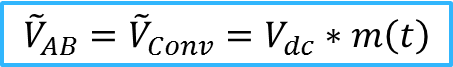 Ṽ_AB = Ṽ_Conv = V_dc * m(t)